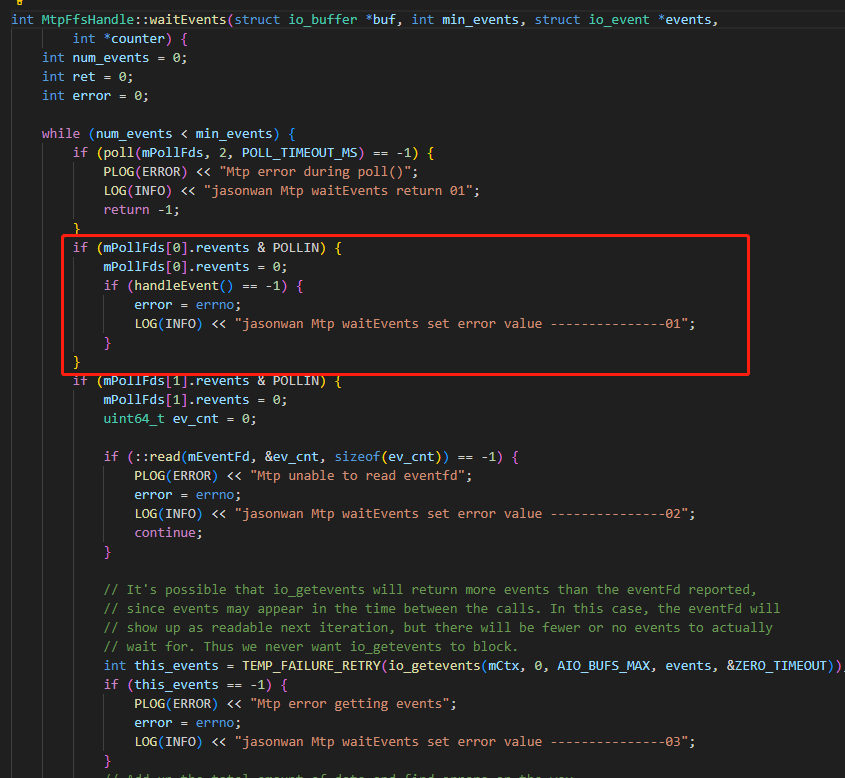 int MtpFfsHandle::waitEvents(struct io_buffer *buf, int min_events, struct io_event *events,
        int *counter) {
    int num_events = 0;
    int ret = 0;
    int error = 0;

    while (num_events < min_events) {
        if (poll(mPollFds, 2, POLL_TIMEOUT_MS) == -1) {
            PLOG(ERROR) << "Mtp error during poll()";
            LOG(INFO) << "jasonwan Mtp waitEvents return 01";
            return -1;
        }
        if (mPollFds[0].revents & POLLIN) {
            mPollFds[0].revents = 0;
            if (handleEvent() == -1) {
                error = errno;
                LOG(INFO) << "jasonwan Mtp waitEvents set error value ---------------01";
            }
        }
        if (mPollFds[1].revents & POLLIN) {
            mPollFds[1].revents = 0;
            uint64_t ev_cnt = 0;

            if (::read(mEventFd, &ev_cnt, sizeof(ev_cnt)) == -1) {
                PLOG(ERROR) << "Mtp unable to read eventfd";
                error = errno;
                LOG(INFO) << "jasonwan Mtp waitEvents set error value ---------------02";
                continue;
            }

            // It's possible that io_getevents will return more events than the eventFd reported,
            // since events may appear in the time between the calls. In this case, the eventFd will
            // show up as readable next iteration, but there will be fewer or no events to actually
            // wait for. Thus we never want io_getevents to block.
            int this_events = TEMP_FAILURE_RETRY(io_getevents(mCtx, 0, AIO_BUFS_MAX, events, &ZERO_TIMEOUT));
            if (this_events == -1) {
                PLOG(ERROR) << "Mtp error getting events";
                error = errno;
                LOG(INFO) << "jasonwan Mtp waitEvents set error value ---------------03";
            }